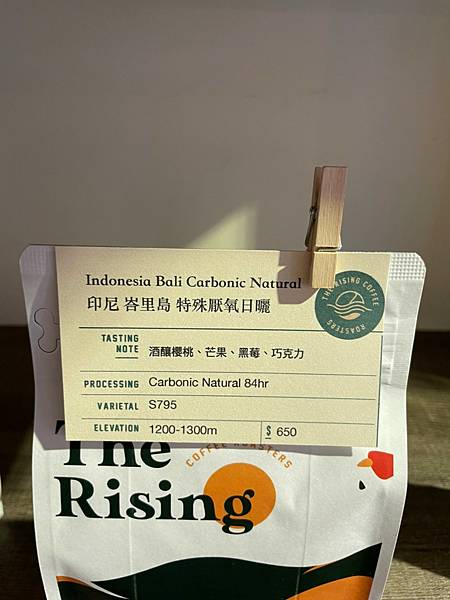 Indonesia Bali Carbonic Natural
印尼 峇里島 特殊厭氧日曬
THE RISING COFFEE ROASTERS
TASTING NOTE 酒釀櫻桃、芒果、黑莓、巧克力
PROCESSING Carbonic Natural 84hr
VARIETAL S795
ELEVATION 1200-1300m $ 650
The
COFFEE ROASTERS
Rising